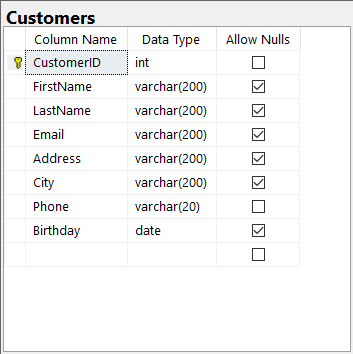 Customers
Column Name Data Type Allow Nulls
CustomerID int
FirstName varchar(200)
LastName varchar(200)
Email varchar(200)
Address varchar(200)
City varchar(200)
Phone varchar(20)
Birthday date